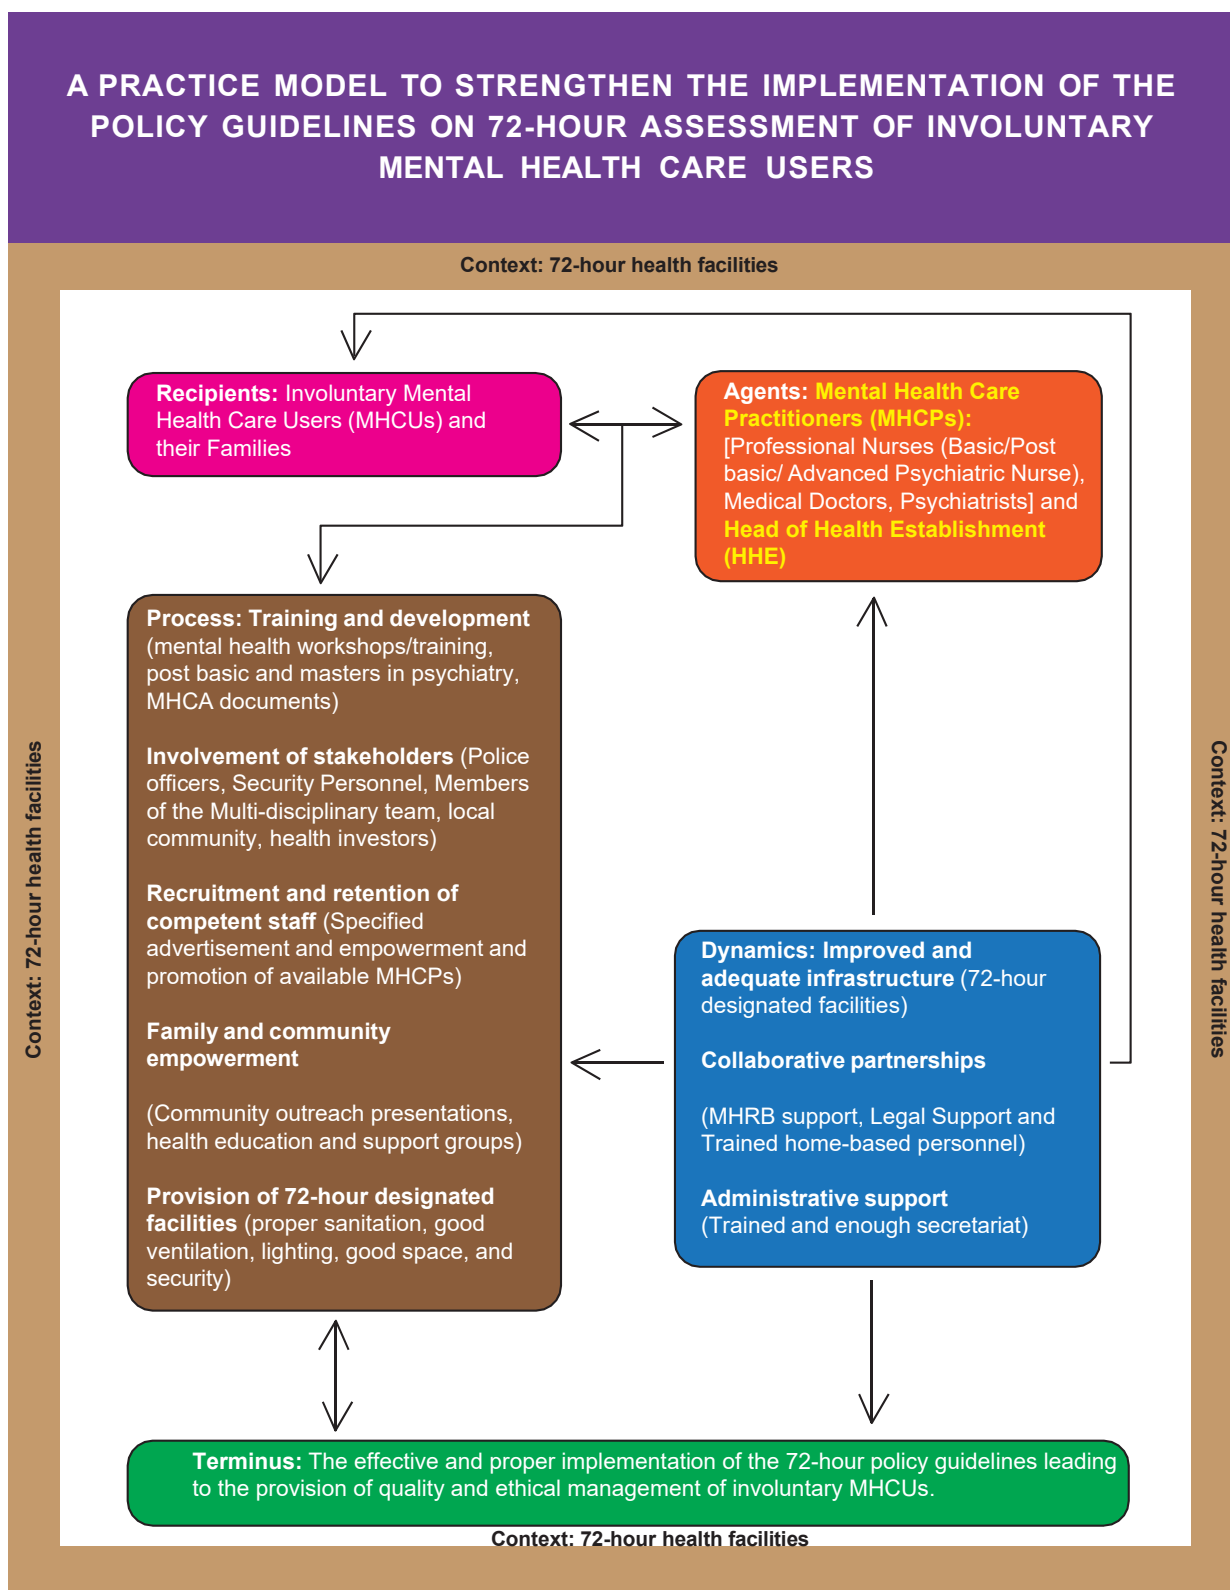 A PRACTICE MODEL TO STRENGTHEN THE IMPLEMENTATION OF THE
POLICY GUIDELINES ON 72-HOUR ASSESSMENT OF INVOLUNTARY
MENTAL HEALTH CARE USERS
Context: 72-hour health facilities
Recipients: Involuntary Mental
Health Care Users (MHCUs) and
their Families
Agents: Mental Health Care
Practitioners (MHCPs):
[Professional Nurses (Basic/Post
basic/ Advanced Psychiatric Nurse),
Medical Doctors, Psychiatrists] and
Head of Health Establishment
(HHE)
Process: Training and development
(mental health workshops/training,
post basic and masters in psychiatry,
MHCA documents)
Involvement of stakeholders (Police
officers, Security Personnel, Members
of the Multi-disciplinary team, local
community, health investors)
Recruitment and retention of
competent staff (Specified
advertisement and empowerment and
promotion of available MHCPs)
Family and community
empowerment
(Community outreach presentations,
health education and support groups)
Provision of 72-hour designated
facilities (proper sanitation, good
ventilation, lighting, good space, and
security)
Context: 72-hour health facilities
Context: 72-hour health facilities
Dynamics: Improved and
adequate infrastructure (72-hour
designated facilities)
Collaborative partnerships
(MHRB support, Legal Support and
Trained home-based personnel)
Administrative support
(Trained and enough secretariat)
Terminus: The effective and proper implementation of the 72-hour policy guidelines leading
to the provision of quality and ethical management of involuntary MHCUs.
Context: 72-hour health facilities